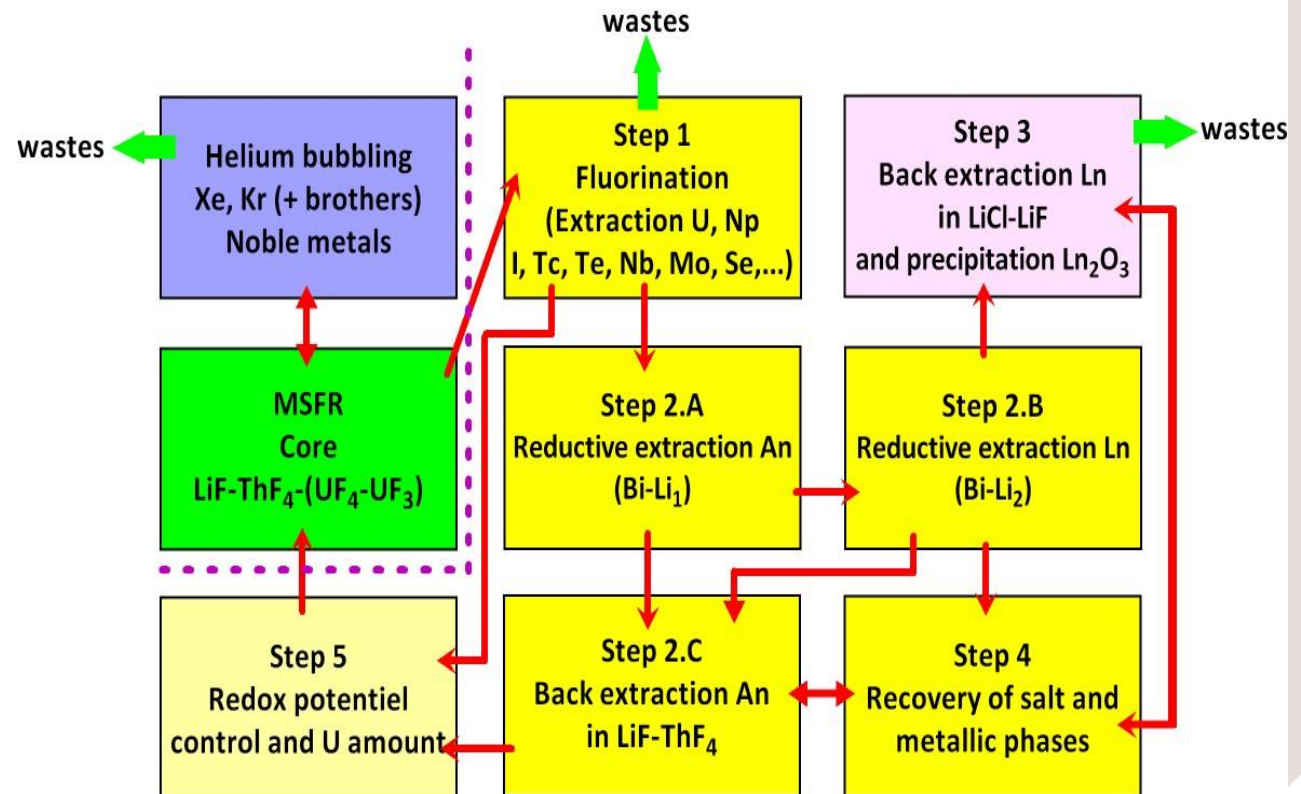 wastes
wastes
Helium bubbling
Xe, Kr (+ brothers)
Noble metals
Step 1
Fluorination
(Extraction U, Np
I, Tc, Te, Nb, Mo, Se,...)
Step 3
Back extraction Ln
in LiCl-LiF
and precipitation Ln₂O₃
wastes
MSFR
Core
LiF-ThF₄-(UF₄-UF₃)
Step 2.A
Reductive extraction An
(Bi-Li₁)
Step 2.B
Reductive extraction Ln
(Bi-Li₂)
Step 5
Redox potentiel
control and U amount
Step 2.C
Back extraction An
in LiF-ThF₄
Step 4
Recovery of salt and
metallic phases